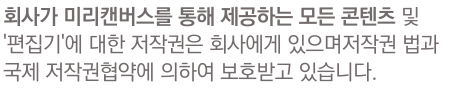 회사가 미리캔버스를 통해 제공하는 모든 콘텐츠 및
'편집기'에 대한 저작권은 회사에게 있으며저작권 법과
국제 저작권협약에 의하여 보호받고 있습니다.